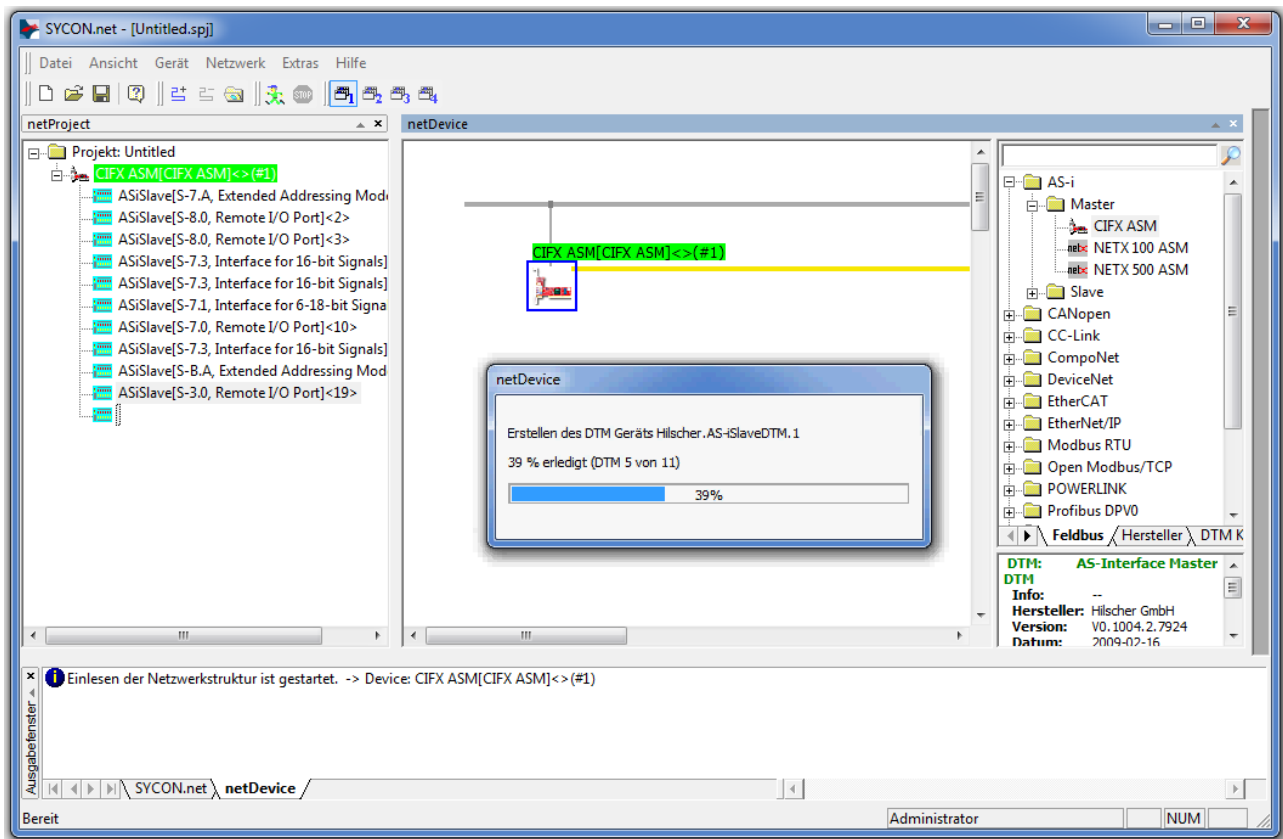 SYCON.net - [Untitled.spj]
Datei Ansicht Gerät Netzwerk Extras Hilfe
netProject
Projekt: Untitled
CIFX ASM[CIFX ASM]<>(#1)
ASiSlave[S-7.A, Extended Addressing Mod
ASiSlave[S-8.0, Remote I/O Port]<2>
ASiSlave[S-8.0, Remote I/O Port]<3>
ASiSlave[S-7.3, Interface for 16-bit Signals]
ASiSlave[S-7.3, Interface for 16-bit Signals]
ASiSlave[S-7.1, Interface for 6-18-bit Signa
ASiSlave[S-7.0, Remote I/O Port]<10>
ASiSlave[S-7.3, Interface for 16-bit Signals]
ASiSlave[S-B.A, Extended Addressing Mod
ASiSlave[S-3.0, Remote I/O Port]<19>
netDevice
CIFX ASM[CIFX ASM]<>(#1)
netDevice
Erstellen des DTM Geräts Hilscher.AS-iSlaveDTM.1
39 % erledigt (DTM 5 von 11)
39%
AS-i
Master
CIFX ASM
NETX 100 ASM
NETX 500 ASM
Slave
CANopen
CC-Link
CompoNet
DeviceNet
EtherCAT
EtherNet/IP
Modbus RTU
Open Modbus/TCP
POWERLINK
Profibus DPV0
Feldbus Hersteller DTM K
DTM: AS-Interface Master
DTM
Info: --
Hersteller: Hilscher GmbH
Version: V0.1004.2.7924
Datum: 2009-02-16
Einlesen der Netzwerkstruktur ist gestartet. -> Device: CIFX ASM[CIFX ASM]<>(#1)
Ausgabefenster
SYCON.net netDevice
Bereit
Administrator
NUM